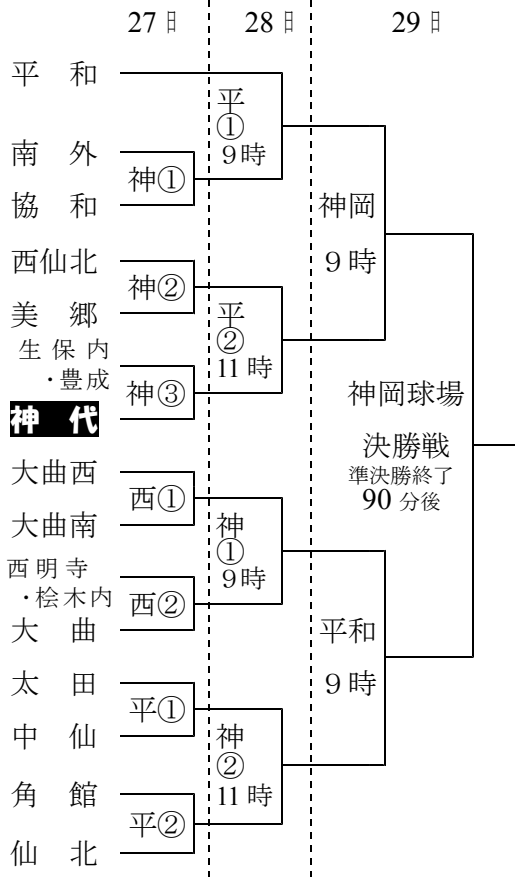 27日 28日 29日
平 和
平
①
9時
南 外
神①
協 和
神岡
9時
西仙北
神②
美 郷
平
②
11時
生保内
・豊成
神③
神 代
神岡球場
決勝戦
準決勝終了
90分後
大曲西
西①
大曲南
神
①
9時
西明寺
・桧木内
西②
大 曲
平和
9時
太 田
平①
中 仙
神
②
11時
角 館
平②
仙 北